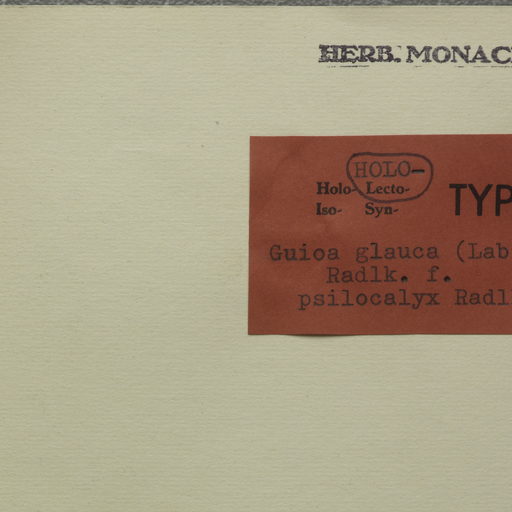 HERB. MONAC
HOLO-
Holo- Lecto-
Iso- Syn-
TYP
Guioa glauca (Lab
Radlk. f.
psilocalyx Radl